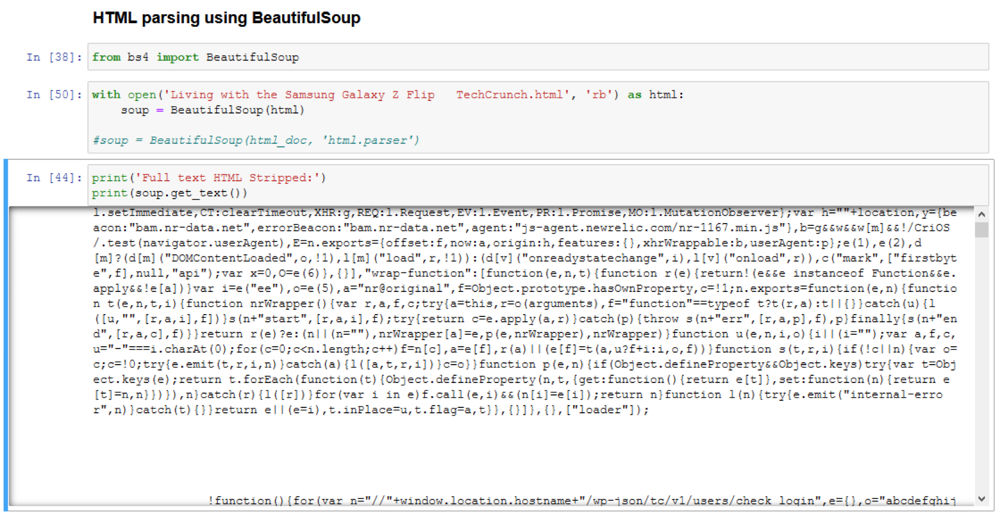 HTML parsing using BeautifulSoup
In [38]: from bs4 import BeautifulSoup
In [50]: with open('Living with the Samsung Galaxy Z Flip   TechCrunch.html', 'rb') as html:
    soup = BeautifulSoup(html)
#soup = BeautifulSoup(html_doc, 'html.parser')
In [44]: print('Full text HTML Stripped:')
print(soup.get_text())
l.setImmediate,CT:clearTimeout,XHR:g,REQ:l.Request,EV:l.Event,PR:l.Promise,MO:l.MutationObserver};var h=""+location,y={be
acon:"bam.nr-data.net",errorBeacon:"bam.nr-data.net",agent:"js-agent.newrelic.com/nr-1167.min.js"},b=g&&w&&w[m]&&!/CriOS
/.test(navigator.userAgent),E=n.exports={offset:f,now:a,origin:h,features:{},xhrWrappable:b,userAgent:p};e(1),e(2),d
[m]?(d[m]("DOMContentLoaded",o,!1),l[m]("load",r,!1)):(d[v]("onreadystatechange",i),l[v]("onload",r)),c("mark",["firstbyt
e",f],null,"api");var x=0,O=e(6)},{}],"wrap-function":[function(e,n,t){function r(e){return!(e&&e instanceof Function&&e.
apply&&!e[a])}var i=e("ee"),o=e(5),a="nr@original",f=Object.prototype.hasOwnProperty,c=!1;n.exports=function(e,n){functio
n t(e,n,t,i){function nrWrapper(){var r,a,f,c;try{a=this,r=o(arguments),f="function"==typeof t?t(r,a):t||{}}catch(u){l
([u,"",[r,a,i],f])}s(n+"start",[r,a,i],f);try{return c=e.apply(a,r)}catch(p){throw s(n+"err",[r,a,p],f),p}finally{s(n+"en
d",[r,a,c],f)}}return r(e)?e:(n||(n=""),nrWrapper[a]=e,p(e,nrWrapper),nrWrapper)}function u(e,n,i,o){i||(i="");var a,f,c,
u="-"===i.charAt(0);for(c=0;c<n.length;c++)f=n[c],a=e[f],r(a)||(e[f]=t(a,u?f+i:i,o,f))}function s(t,r,i){if(!c||n){var o=
c;c=!0;try{e.emit(t,r,i,n)}catch(a){l([a,t,r,i])}c=o}}function p(e,n){if(Object.defineProperty&&Object.keys)try{var t=Obj
ect.keys(e);return t.forEach(function(t){Object.defineProperty(n,t,{get:function(){return e[t]},set:function(n){return e
[t]=n,n}})}),n}catch(r){l([r])}for(var i in e)f.call(e,i)&&(n[i]=e[i]);return n}function l(n){try{e.emit("internal-erro
r",n)}catch(t){}}return e||(e=i),t.inPlace=u,t.flag=a,t}},{}]},{},["loader"]);
!function(){for(var n="//"+window.location.hostname+"/wp-json/tc/v1/users/check_login",e={},o="abcdefghij